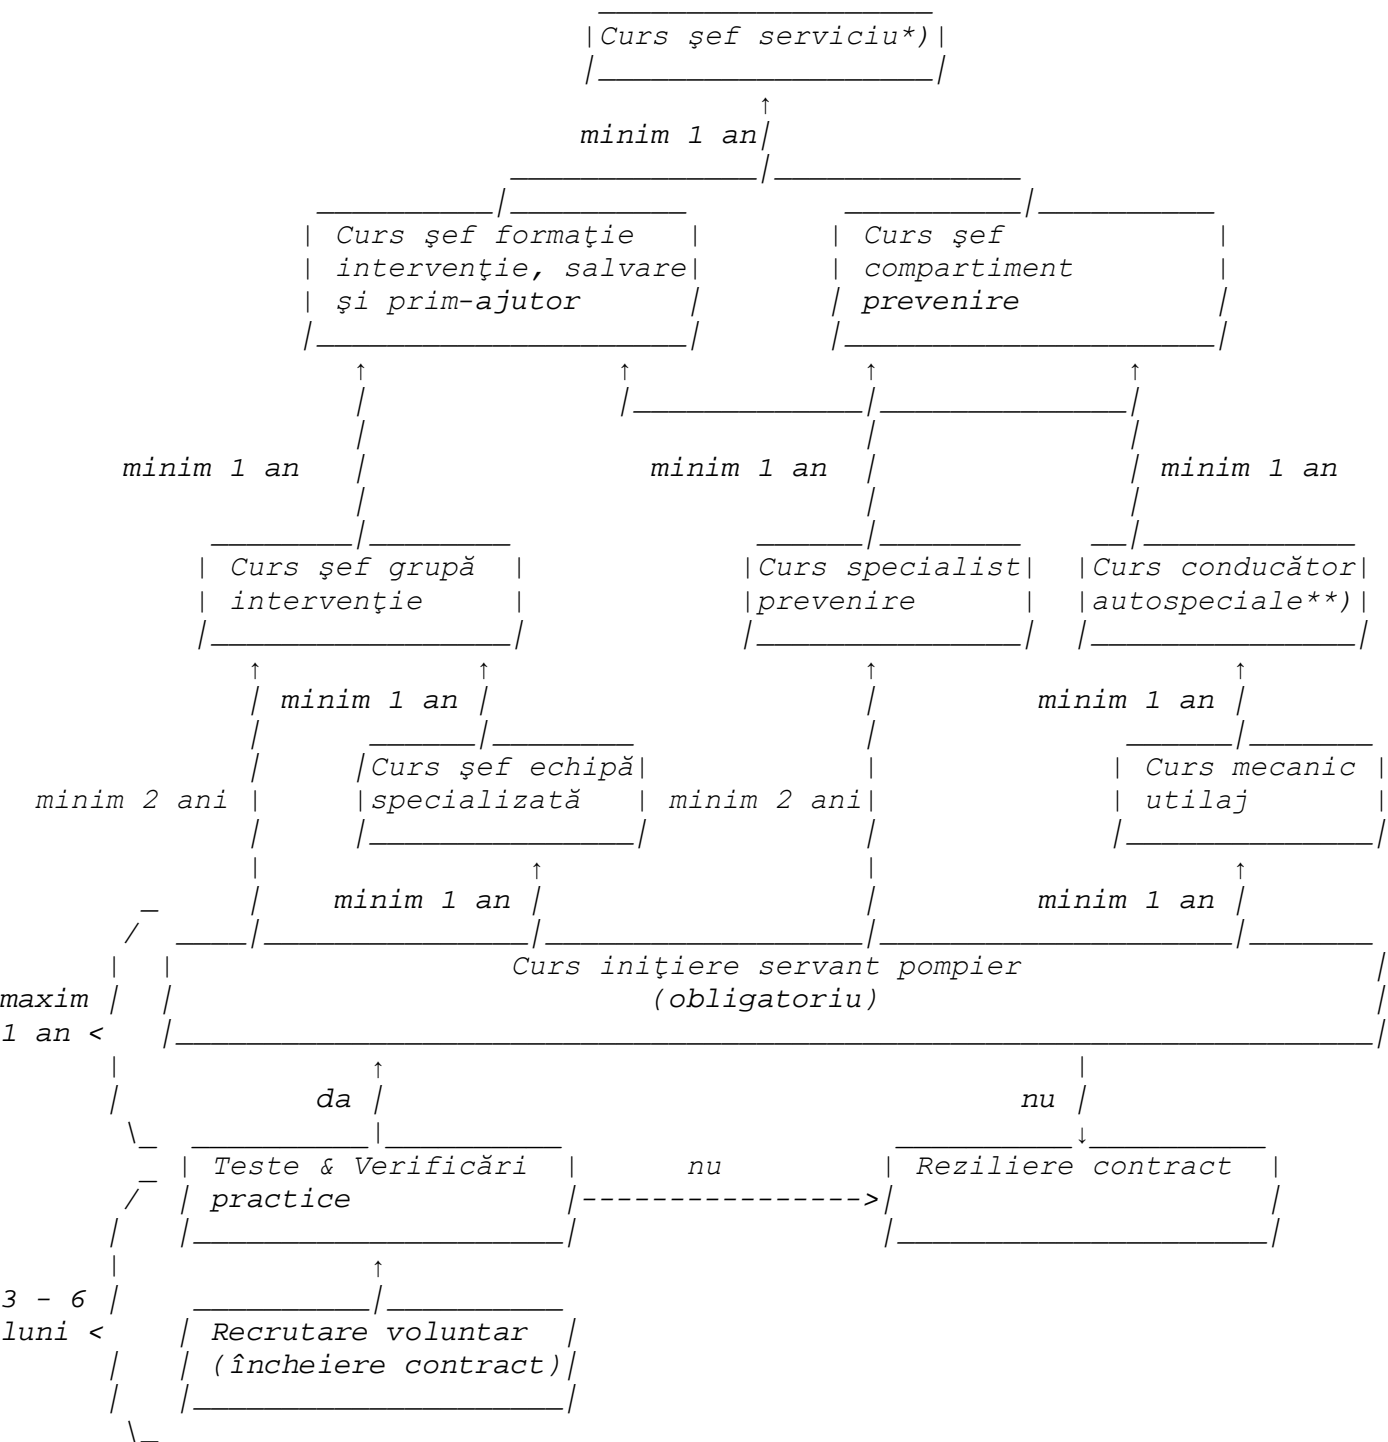 Curs şef serviciu*)
minim 1 an
Curs şef formaţie Curs şef
intervenţie, salvare compartiment
şi prim-ajutor prevenire
minim 1 an minim 1 an minim 1 an
Curs şef grupă Curs specialist Curs conducător
intervenţie prevenire autospeciale**)
minim 1 an minim 1 an
Curs şef echipă Curs mecanic
minim 2 ani specializată minim 2 ani utilaj
minim 1 an minim 1 an
Curs iniţiere servant pompier
maxim (obligatoriu)
1 an <
da nu
Teste & Verificări nu Reziliere contract
practice ---------------->
3 - 6
luni < Recrutare voluntar
(încheiere contract)